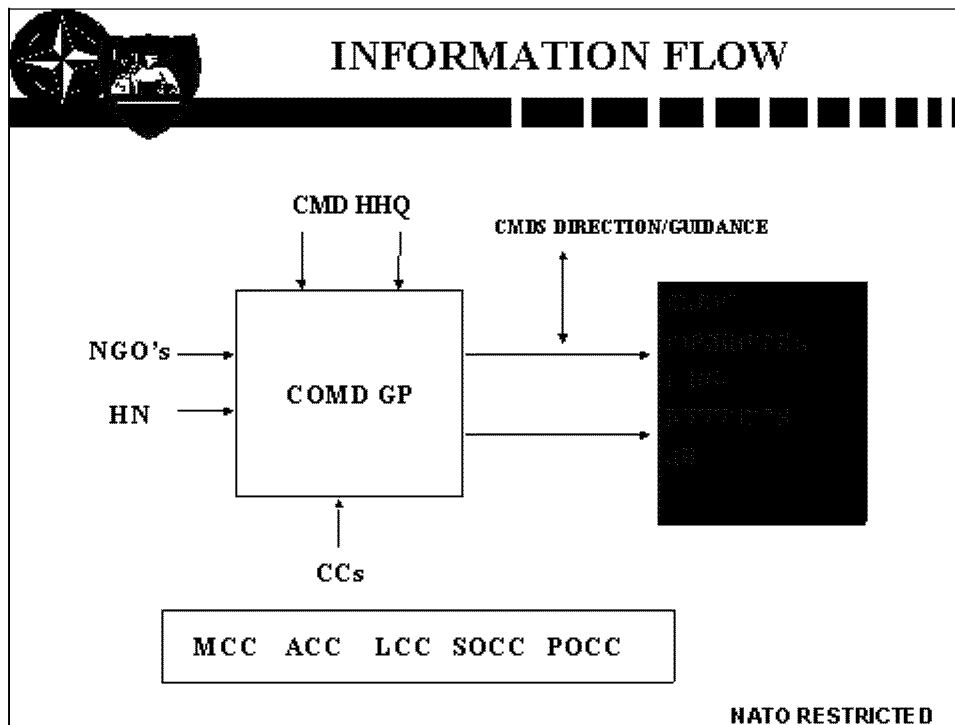 INFORMATION FLOW
CMD HHQ
CMDS DIRECTION/GUIDANCE
NGO's
HN
COMD GP
CCs
MCC ACC LCC SOCC POCC
NATO RESTRICTED